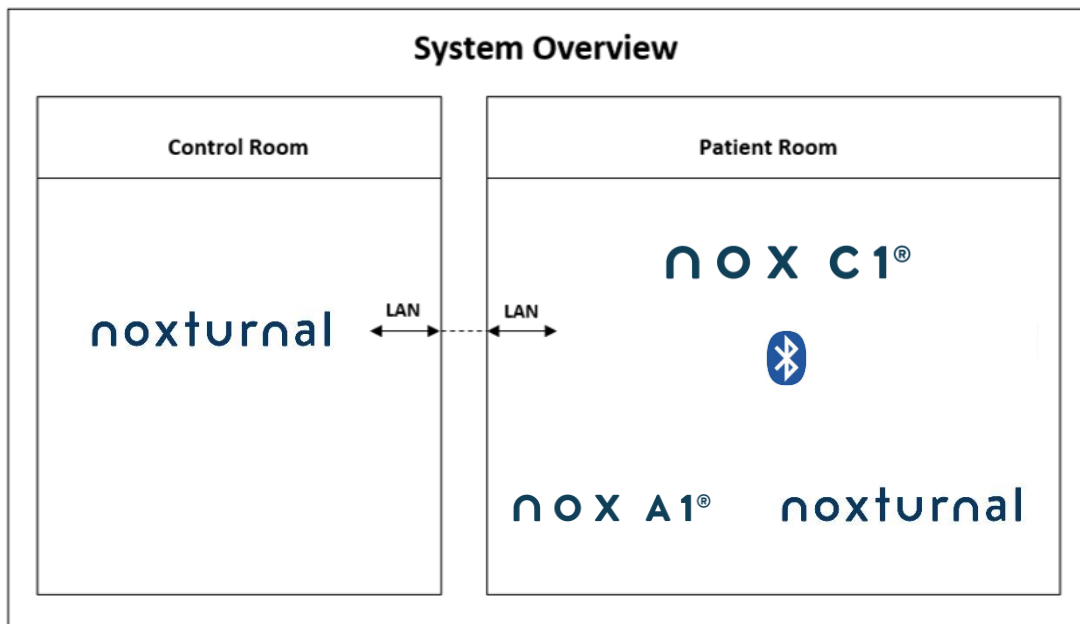 System Overview
Control Room
Patient Room
nox C1®
LAN
LAN
noxturnal
nox A1®
noxturnal